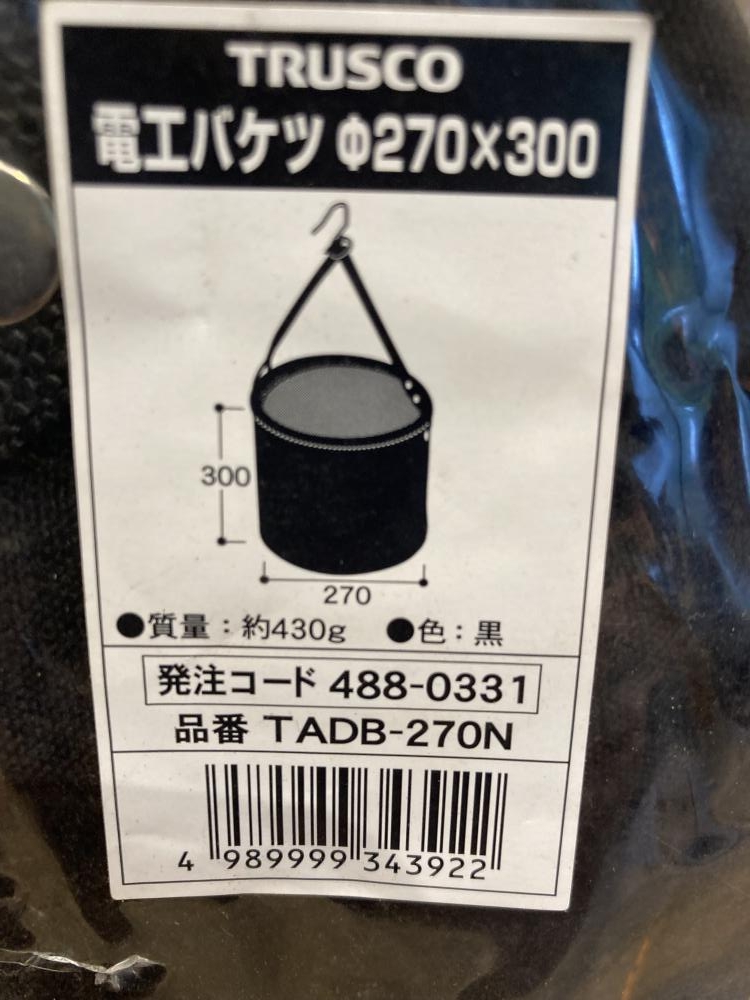 TRUSCO
電工バケツ Φ270×300
300
270
●質量：約430g ●色：黒
発注コード 488-0331
品番 TADB-270N
4 989999 343922